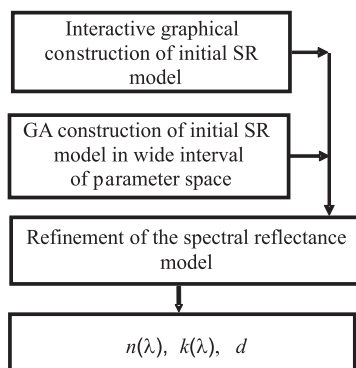 Interactive graphical
construction of initial SR
model
GA construction of initial SR
model in wide interval
of parameter space
Refinement of the spectral reflectance
model
n(λ), k(λ), d